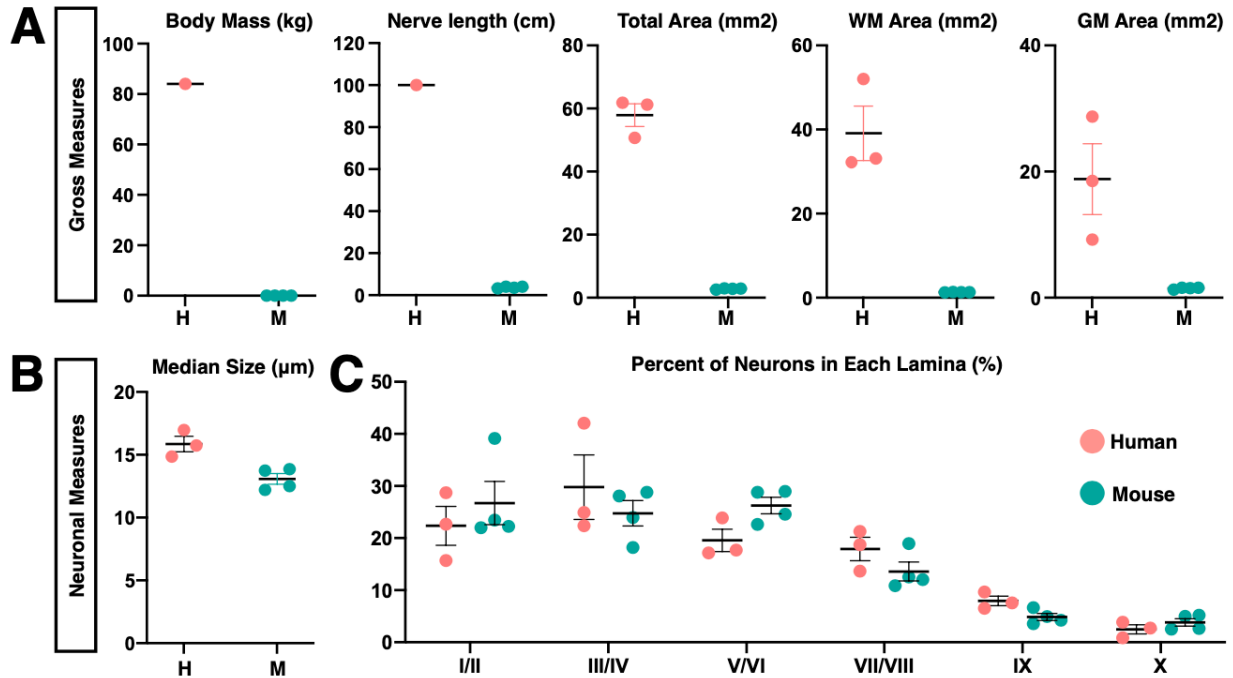 A
Gross Measures
Body Mass (kg)
100
80
60
40
20
0
H M
Nerve length (cm)
120
100
80
60
40
20
0
H M
Total Area (mm2)
80
60
40
20
0
H M
WM Area (mm2)
60
40
20
0
H M
GM Area (mm2)
40
20
0
H M
B
Neuronal Measures
Median Size (µm)
20
15
10
5
0
H M
C
Percent of Neurons in Each Lamina (%)
50
40
30
20
10
0
I/II III/IV V/VI VII/VIII IX X
Human
Mouse